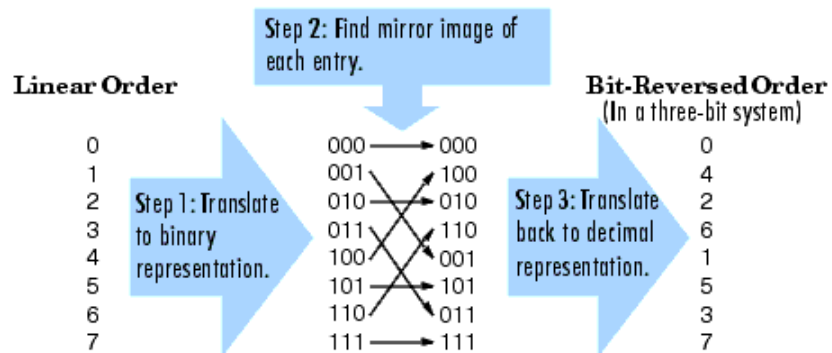 Step 2: Find mirror image of
each entry.
Linear Order
Bit-Reversed Order
(In a three-bit system)
0 000 000 0
1 001 100 4
2 010 010 2
3 011 110 6
4 100 001 1
5 101 101 5
6 110 011 3
7 111 111 7
Step 1: Translate
to binary
representation.
Step 3: Translate
back to decimal
representation.